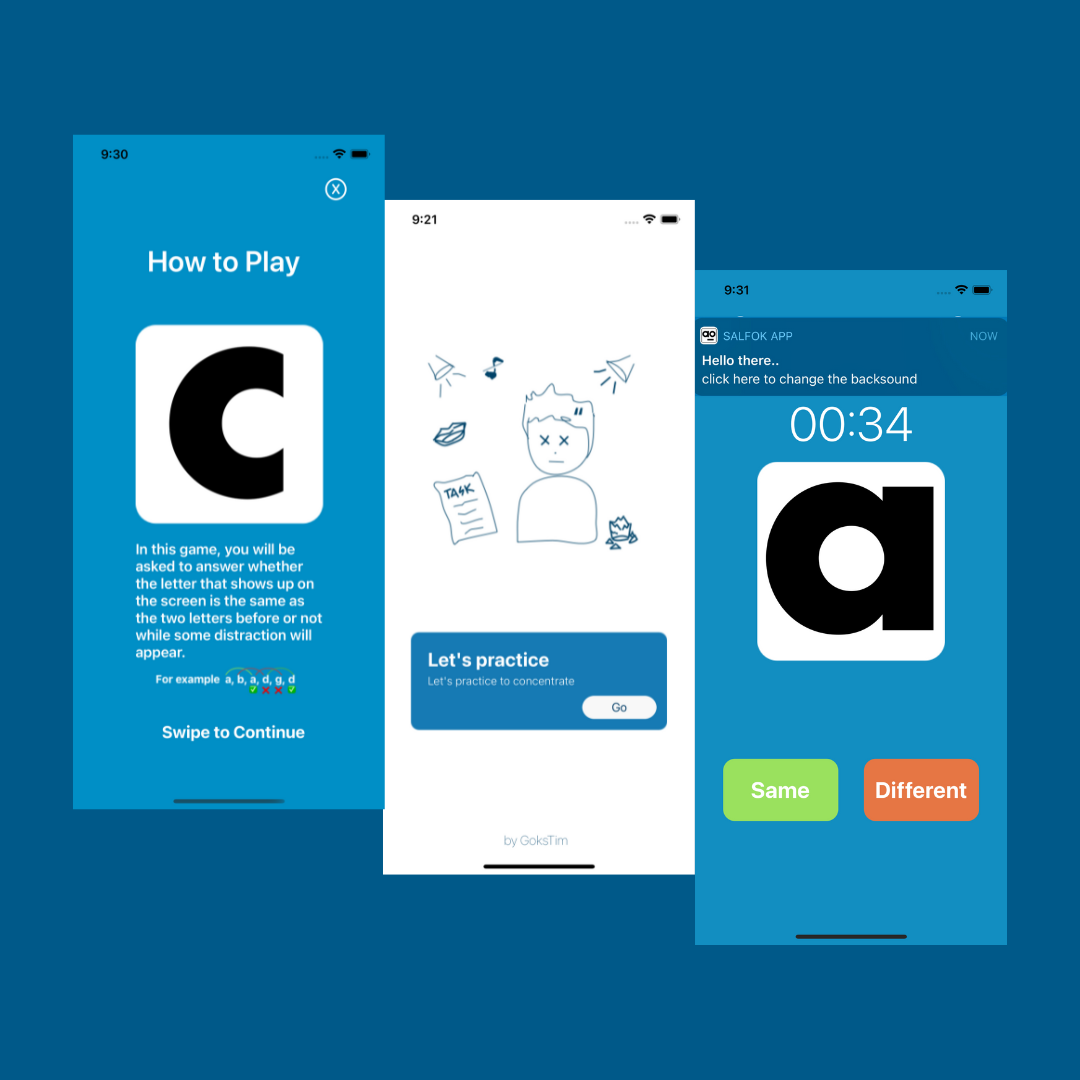 9:30
X
How to Play
c
In this game, you will be
asked to answer whether
the letter that shows up on
the screen is the same as
the two letters before or not
while some distraction will
appear.
For example a, b, a, d, g, d
Swipe to Continue
9:21
TASK
Let's practice
Let's practice to concentrate
Go
by GoksTim
9:31
ao
SALFOK APP
NOW
Hello there..
click here to change the backsound
00:34
a
Same
Different